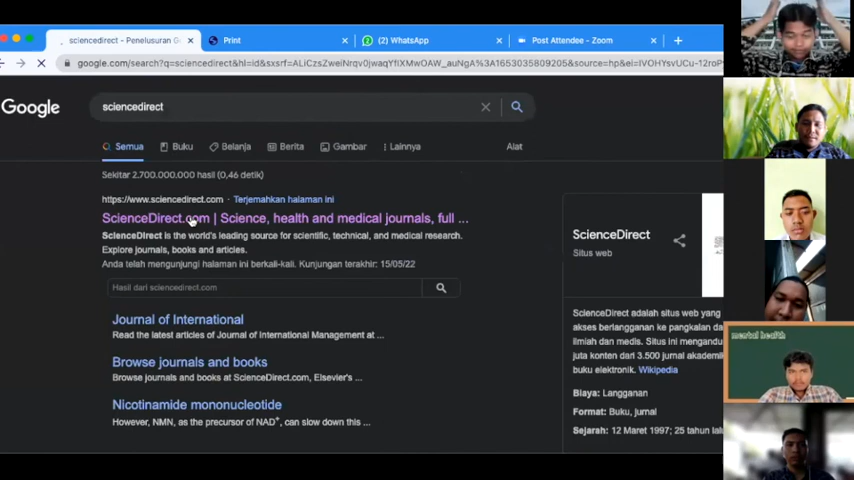 sciencedirect - Penelusuran G
Print
(2) WhatsApp
Post Attendee - Zoom
google.com/search?q=sciencedirect&hl=id&sxsrf=
&source=hp&ei=
Google
sciencedirect
Semua
Buku
Belanja
Berita
Gambar
Lainnya
Alat
Sekitar 2.700.000.000 hasil (0,46 detik)
https://www.sciencedirect.com · Terjemahkan halaman ini
ScienceDirect.com | Science, health and medical journals, full ...
ScienceDirect is the world's leading source for scientific, technical, and medical research.
Explore journals, books and articles.
Anda telah mengunjungi halaman ini berkali-kali. Kunjungan terakhir: 15/05/22
Hasil dari sciencedirect.com
Journal of International
Read the latest articles of Journal of International Management at ...
Browse journals and books
Browse journals and books at ScienceDirect.com, Elsevier's ...
Nicotinamide mononucleotide
However, NMN, as the precursor of NAD+, can slow down this ...
ScienceDirect
Situs web
ScienceDirect adalah situs web yang
akses berlangganan ke pangkalan da
ilmiah dan medis. Situs ini mengandu
juta konten dari 3.500 jurnal akademi
buku elektronik. Wikipedia
Biaya: Langganan
Format: Buku, jurnal
Sejarah: 12 Maret 1997; 25 tahun lalu
mental health